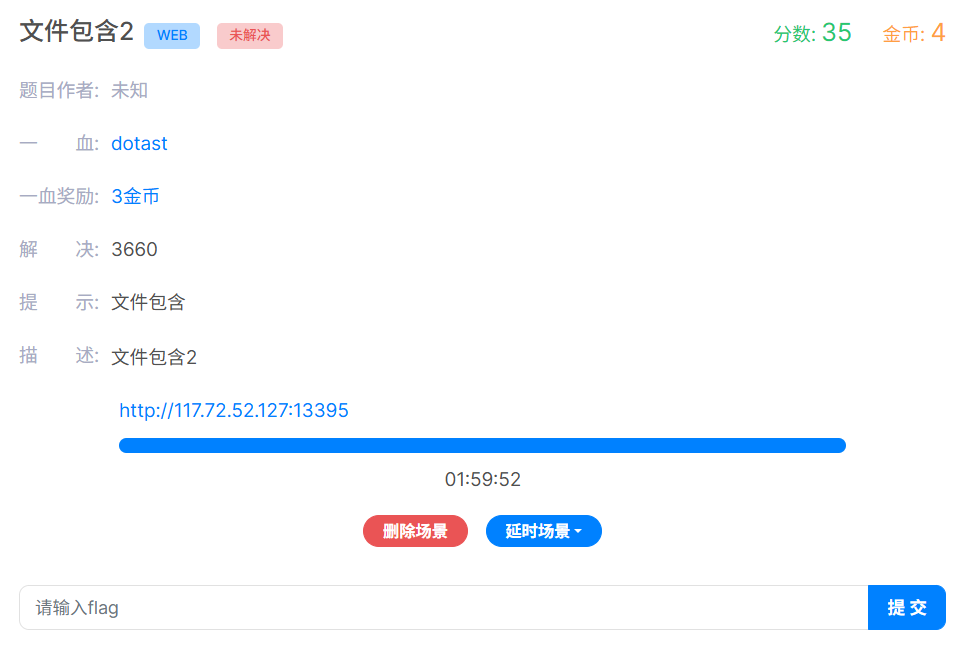 文件包含2 WEB 未解决 分数: 35 金币: 4
题目作者: 未知
一 血: dotast
一血奖励: 3金币
解 决: 3660
提 示: 文件包含
描 述: 文件包含2
http://117.72.52.127:13395
01:59:52
删除场景 延时场景
请输入flag 提 交